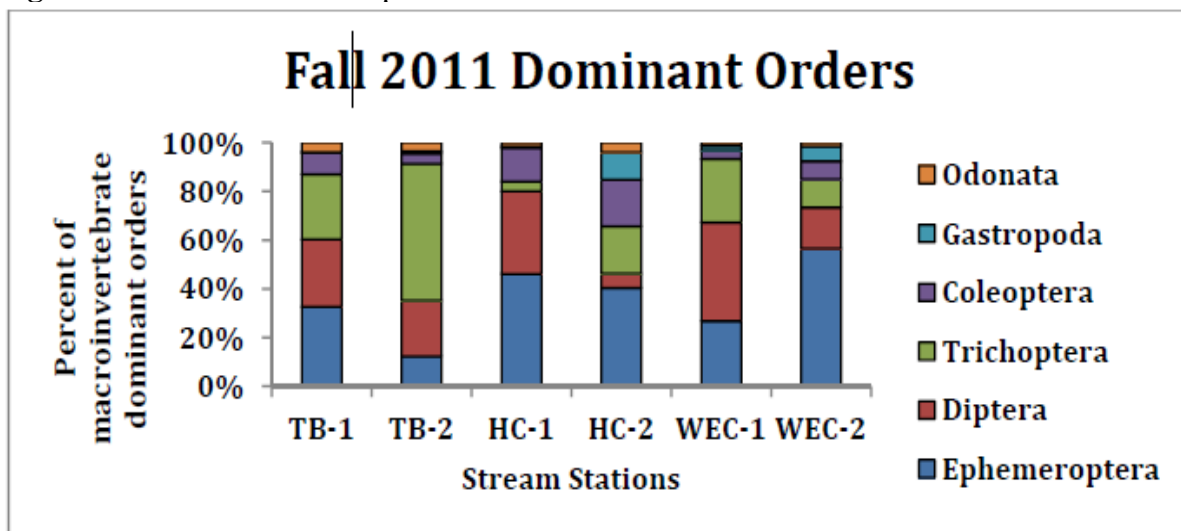 Fall 2011 Dominant Orders
Percent of
macroinvertebrate
dominant orders
100%
80%
60%
40%
20%
0%
TB-1 TB-2 HC-1 HC-2 WEC-1 WEC-2
Stream Stations
Odonata
Gastropoda
Coleoptera
Trichoptera
Diptera
Ephemeroptera